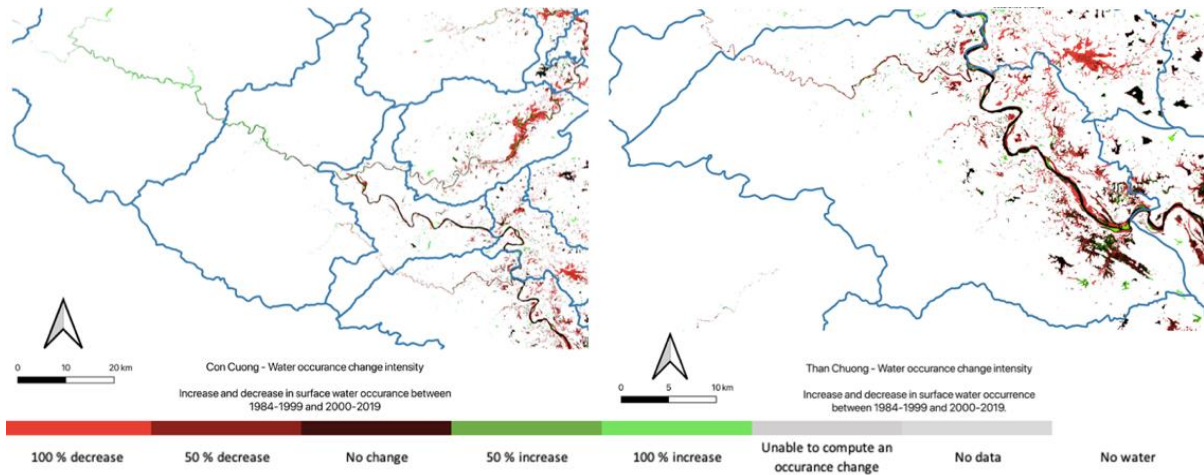 Con Cuong - Water occurance change intensity
0 10 20 km
Increase and decrease in surface water occurance between
1984-1999 and 2000-2019
Than Chuong - Water occurance change intensity
0 5 10 km
Increase and decrease in surface water occurrence
between 1984-1999 and 2000-2019.
100 % decrease
50 % decrease
No change
50 % increase
100 % increase
Unable to compute an
occurance change
No data
No water